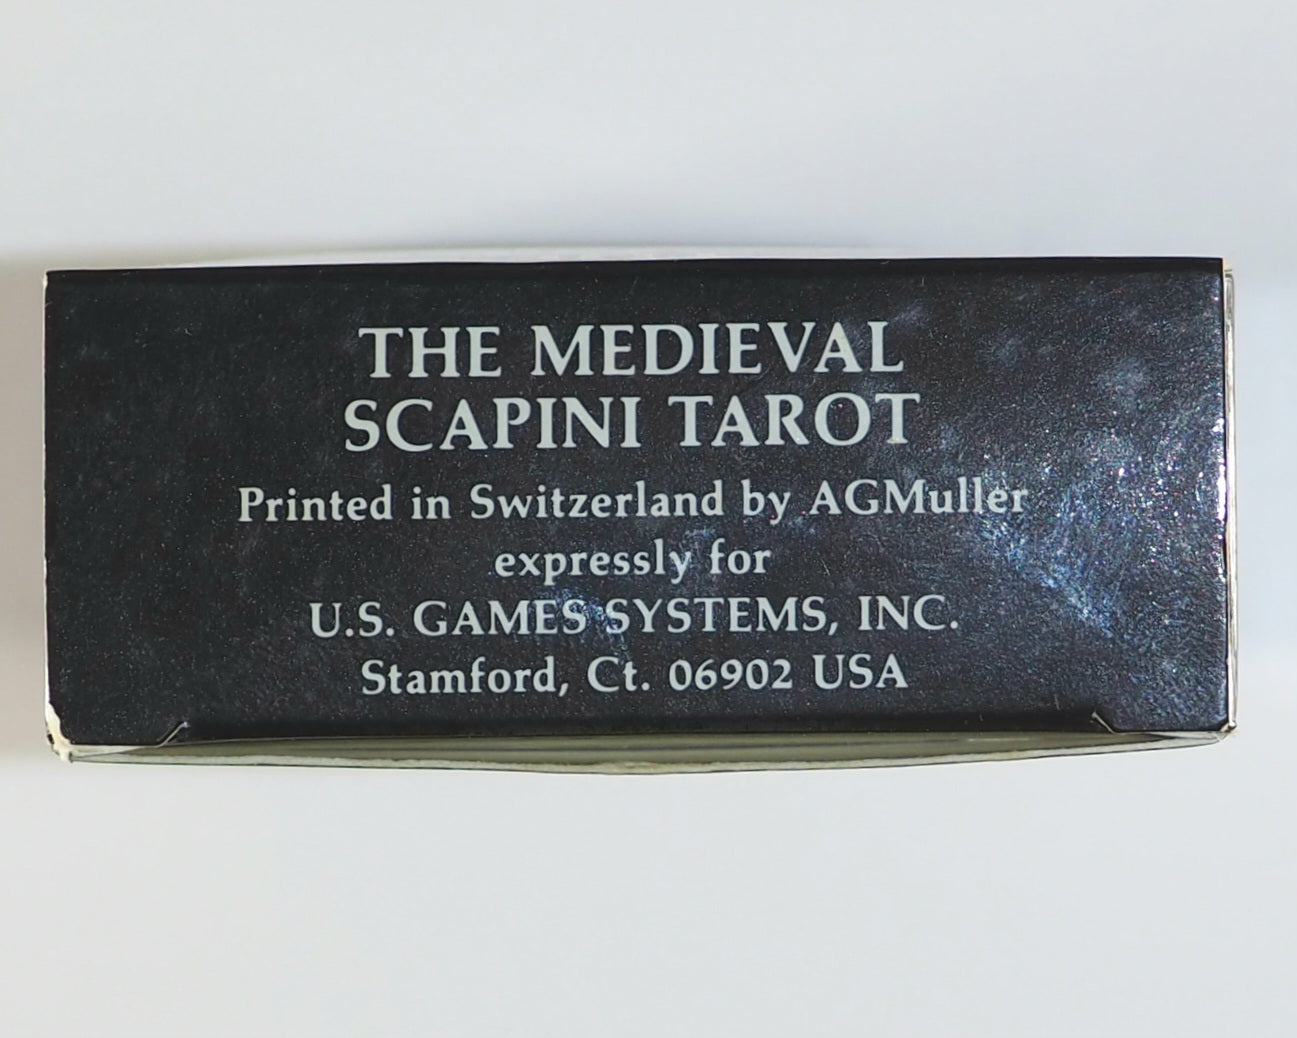 THE MEDIEVAL
SCAPINI TAROT
Printed in Switzerland by AGMuller
expressly for
U.S. GAMES SYSTEMS, INC.
Stamford, Ct. 06902 USA